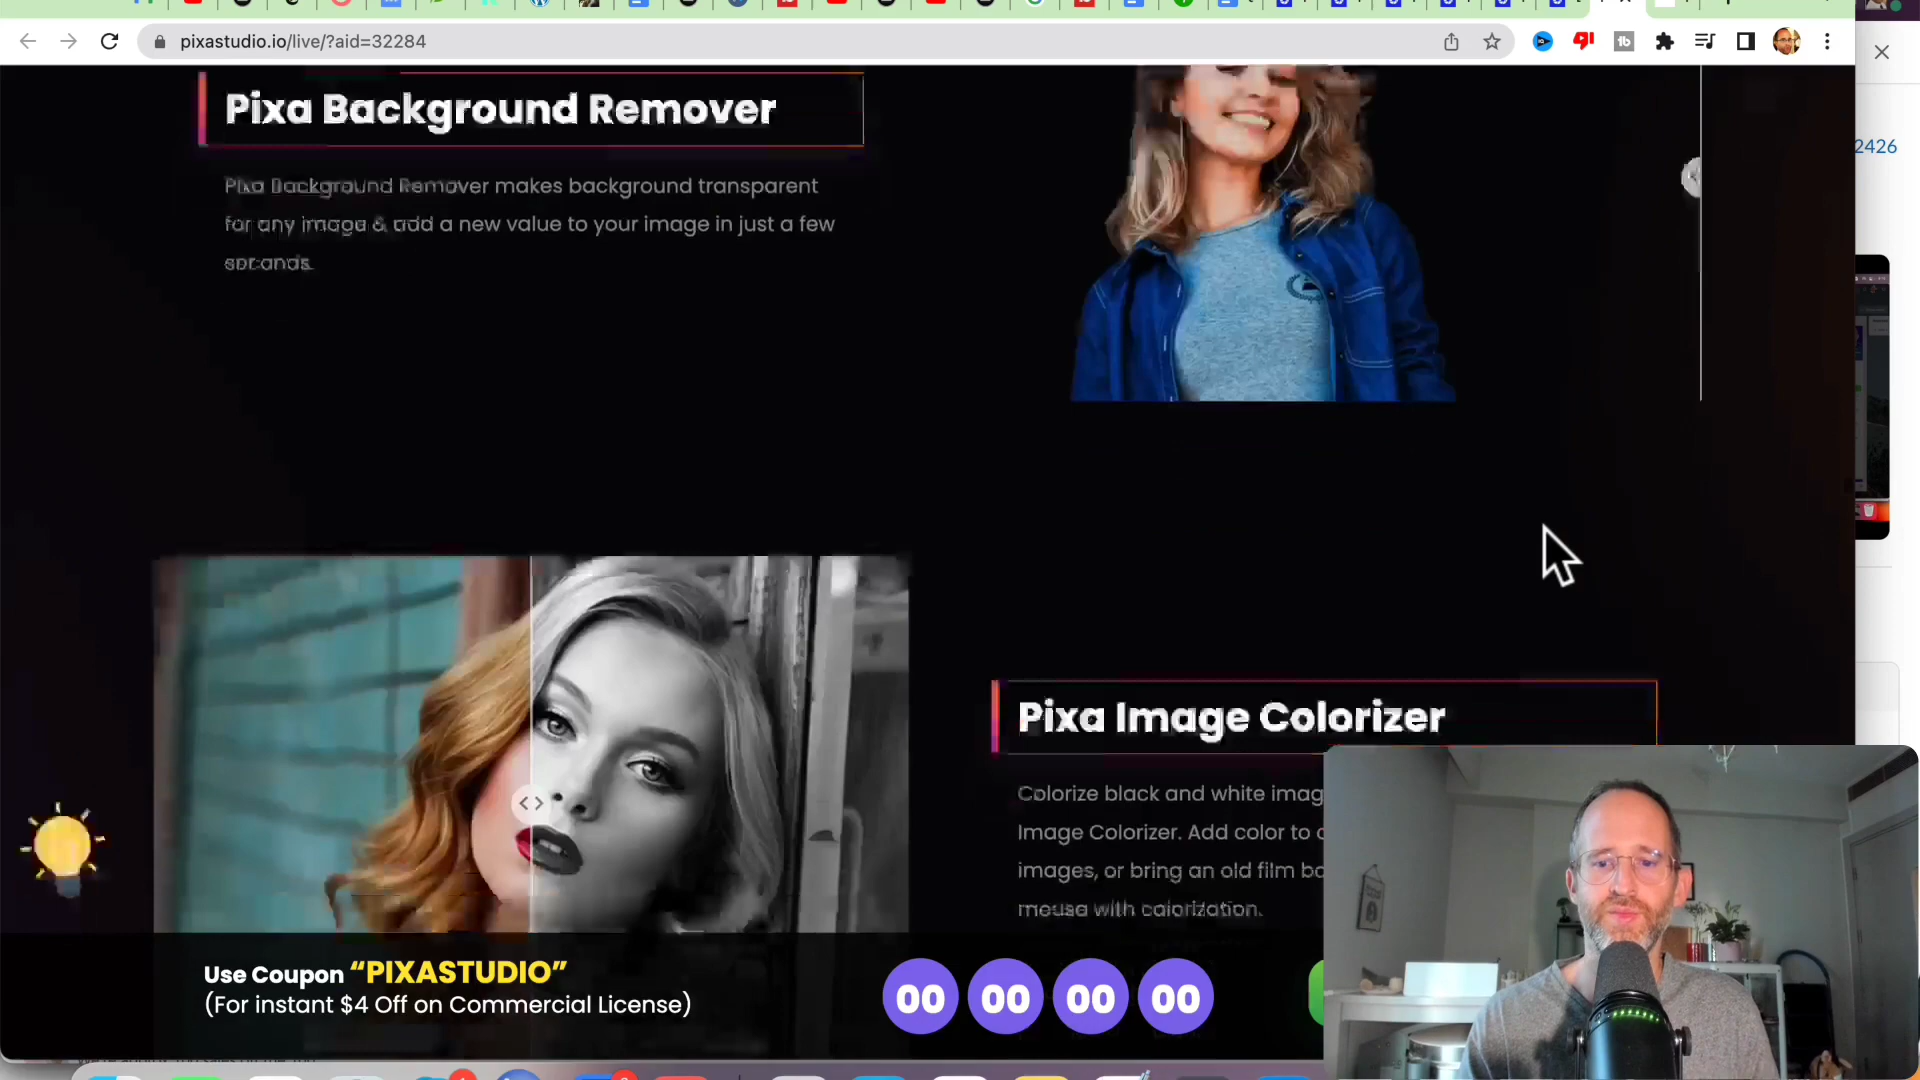 pixastudio.io/live/?aid=32284
2426
Pixa Background Remover
Pixa Background Remover makes background transparent
for any image & add a new value to your image in just a few
seconds.
Pixa Image Colorizer
Colorize black and white imag
Image Colorizer. Add color to
images, or bring an old film
with colorization.
Use Coupon “PIXASTUDIO”
(For instant $4 Off on Commercial License)
00 00 00 00